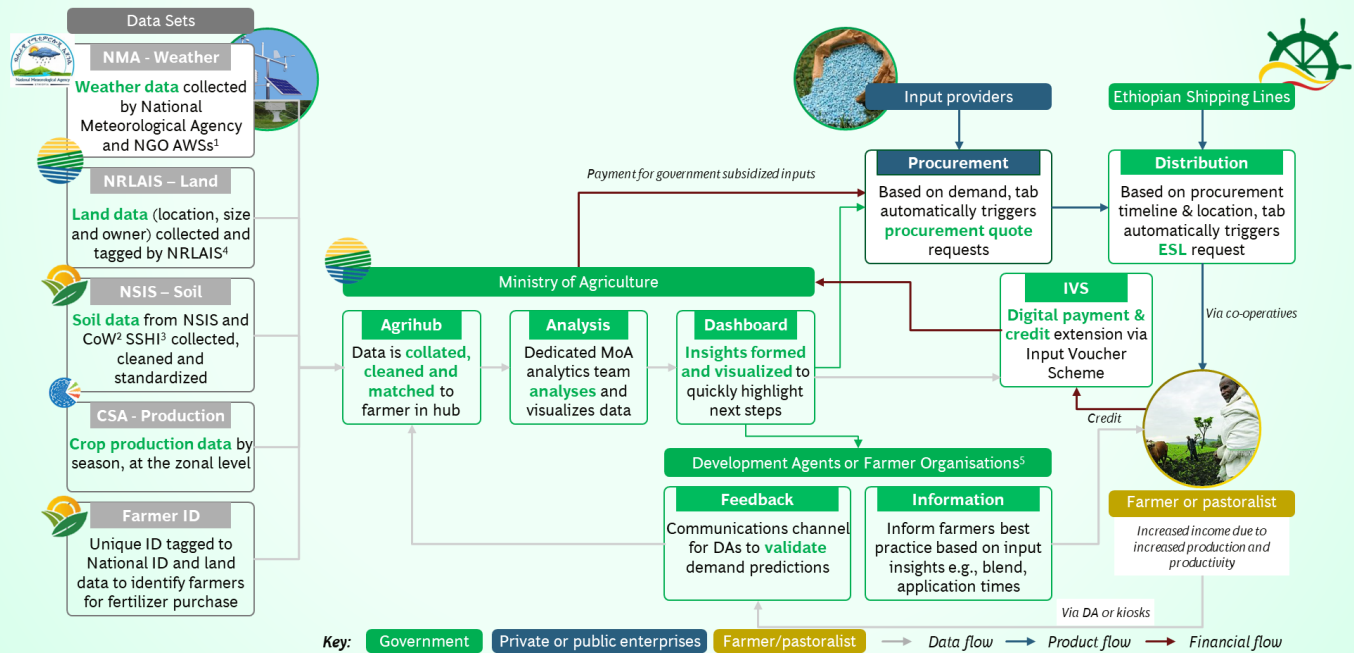 Data Sets
NMA - Weather
Weather data collected
by National
Meteorological Agency
and NGO AWSs¹
NRLAIS – Land
Land data (location, size
and owner) collected and
tagged by NRLAIS⁴
NSIS – Soil
Soil data from NSIS and
CoW² SSHI³ collected,
cleaned and
standardized
CSA - Production
Crop production data by
season, at the zonal level
Farmer ID
Unique ID tagged to
National ID and land
data to identify farmers
for fertilizer purchase
Payment for government subsidized inputs
Ministry of Agriculture
Agrihub
Data is collated,
cleaned and
matched to
farmer in hub
Analysis
Dedicated MoA
analytics team
analyses and
visualizes data
Dashboard
Insights formed
and visualized to
quickly highlight
next steps
Input providers
Procurement
Based on demand, tab
automatically triggers
procurement quote
requests
Ethiopian Shipping Lines
Distribution
Based on procurement
timeline & location, tab
automatically triggers
ESL request
IVS
Digital payment &
credit extension via
Input Voucher
Scheme
Via co-operatives
Credit
Development Agents or Farmer Organisations⁵
Feedback
Communications channel
for DAs to validate
demand predictions
Information
Inform farmers best
practice based on input
insights e.g., blend,
application times
Farmer or pastoralist
Increased income due to
increased production and
productivity
Via DA or kiosks
Key: Government Private or public enterprises Farmer/pastoralist Data flow Product flow Financial flow